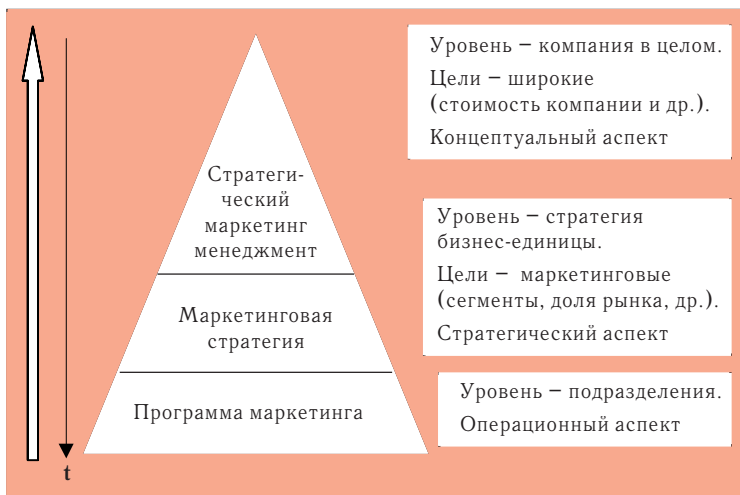 Уровень – компания в целом.
Цели – широкие
(стоимость компании и др.).
Концептуальный аспект
Стратеги-
ческий
маркетинг
менеджмент
Уровень – стратегия
бизнес-единицы.
Цели – маркетинговые
(сегменты, доля рынка, др.).
Стратегический аспект
Маркетинговая
стратегия
Уровень – подразделения.
Операционный аспект
Программа маркетинга
t